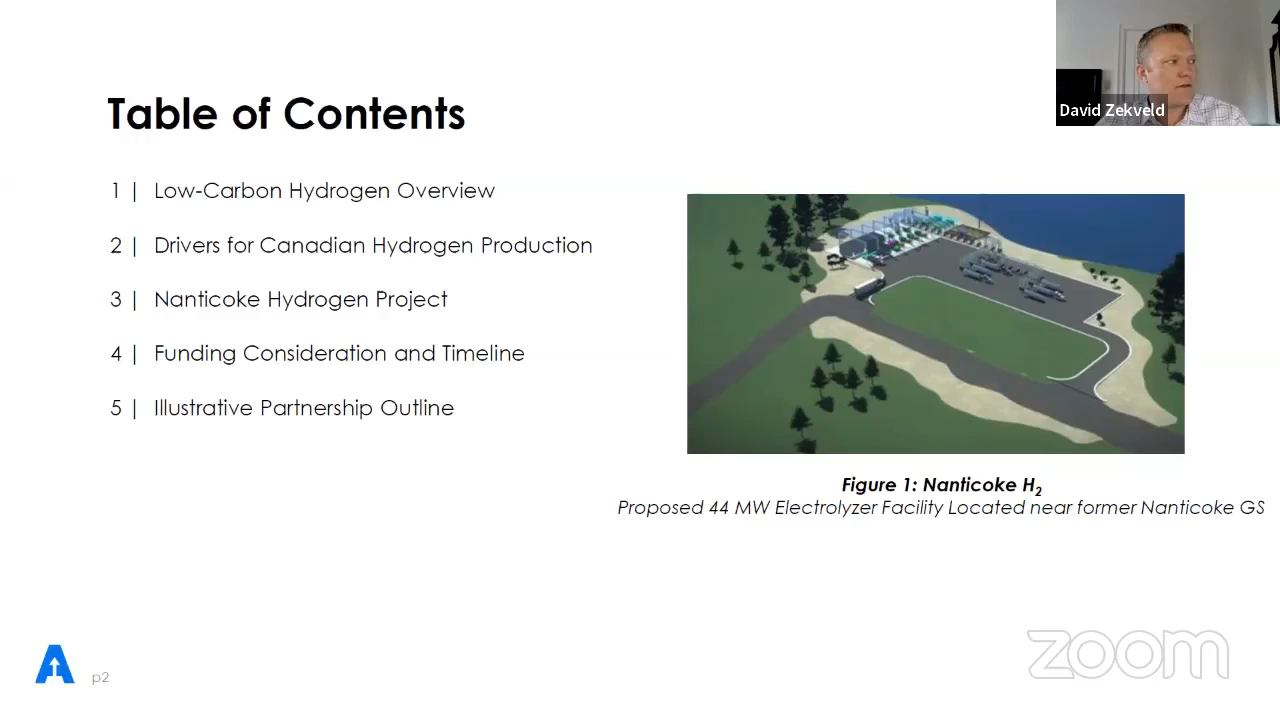 David Zekveld
Table of Contents
1 | Low-Carbon Hydrogen Overview
2 | Drivers for Canadian Hydrogen Production
3 | Nanticoke Hydrogen Project
4 | Funding Consideration and Timeline
5 | Illustrative Partnership Outline
Figure 1: Nanticoke H₂
Proposed 44 MW Electrolyzer Facility Located near former Nanticoke GS
A
p2
zoom